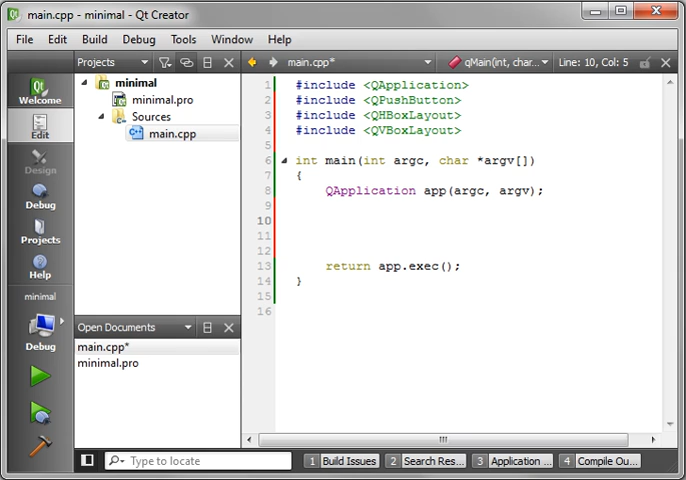 main.cpp - minimal - Qt Creator
File Edit Build Debug Tools Window Help
Projects
main.cpp*
qMain(int, char...
Line: 10, Col: 5
Welcome
Edit
Design
Debug
Projects
Help
minimal
Debug
minimal
minimal.pro
Sources
main.cpp
Open Documents
main.cpp*
minimal.pro
1 #include <QApplication>
2 #include <QPushButton>
3 #include <QHBoxLayout>
4 #include <QVBoxLayout>
5
6 int main(int argc, char *argv[])
7 {
8 QApplication app(argc, argv);
9
10
11
12
13 return app.exec();
14 }
15
16
Type to locate
1 Build Issues
2 Search Res...
3 Application ...
4 Compile Ou...